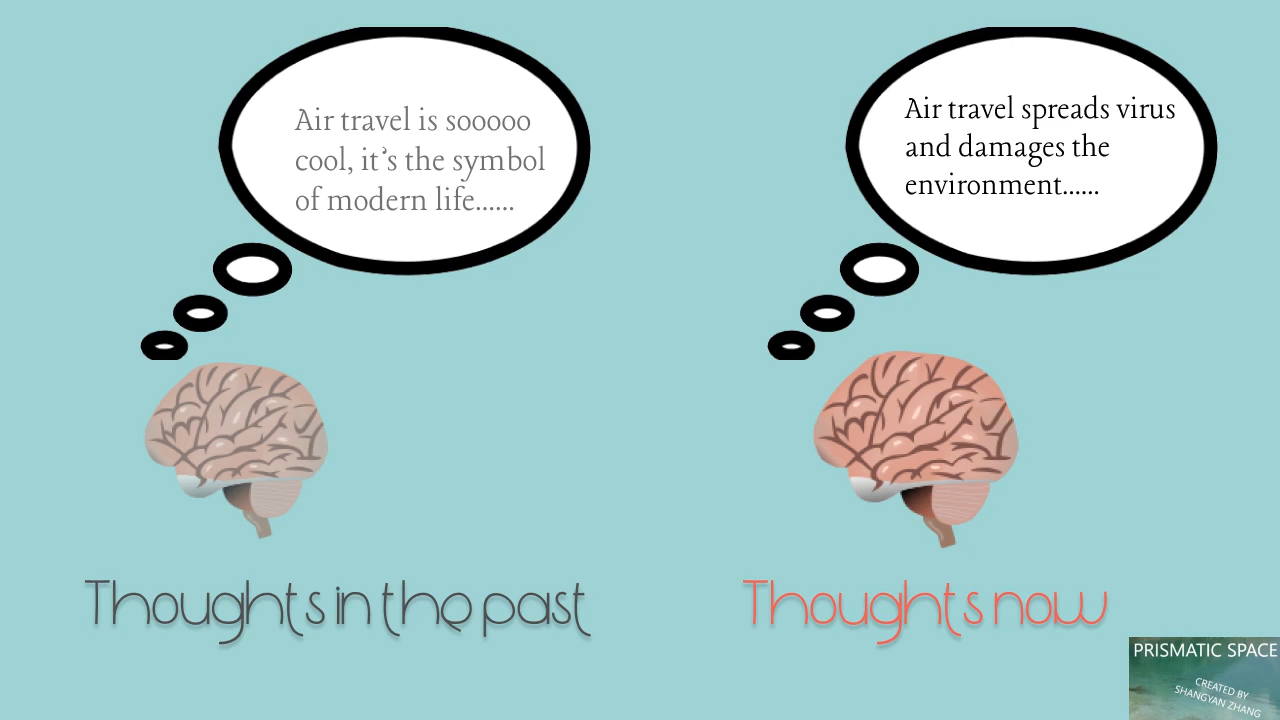 Air travel is sooooo
cool, it’s the symbol
of modern life......
Air travel spreads virus
and damages the
environment......
Thoughts in the past
Thoughts now
PRISMATIC SPACE
CREATED BY
SHANGYAN ZHANG